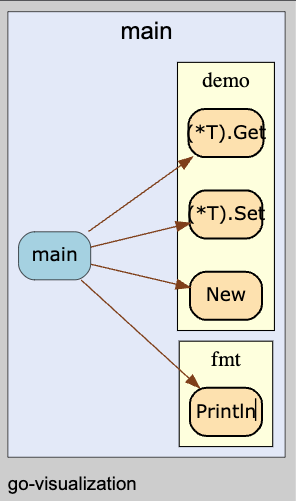 main
demo
(*T).Get
(*T).Set
main
New
fmt
Println
go-visualization